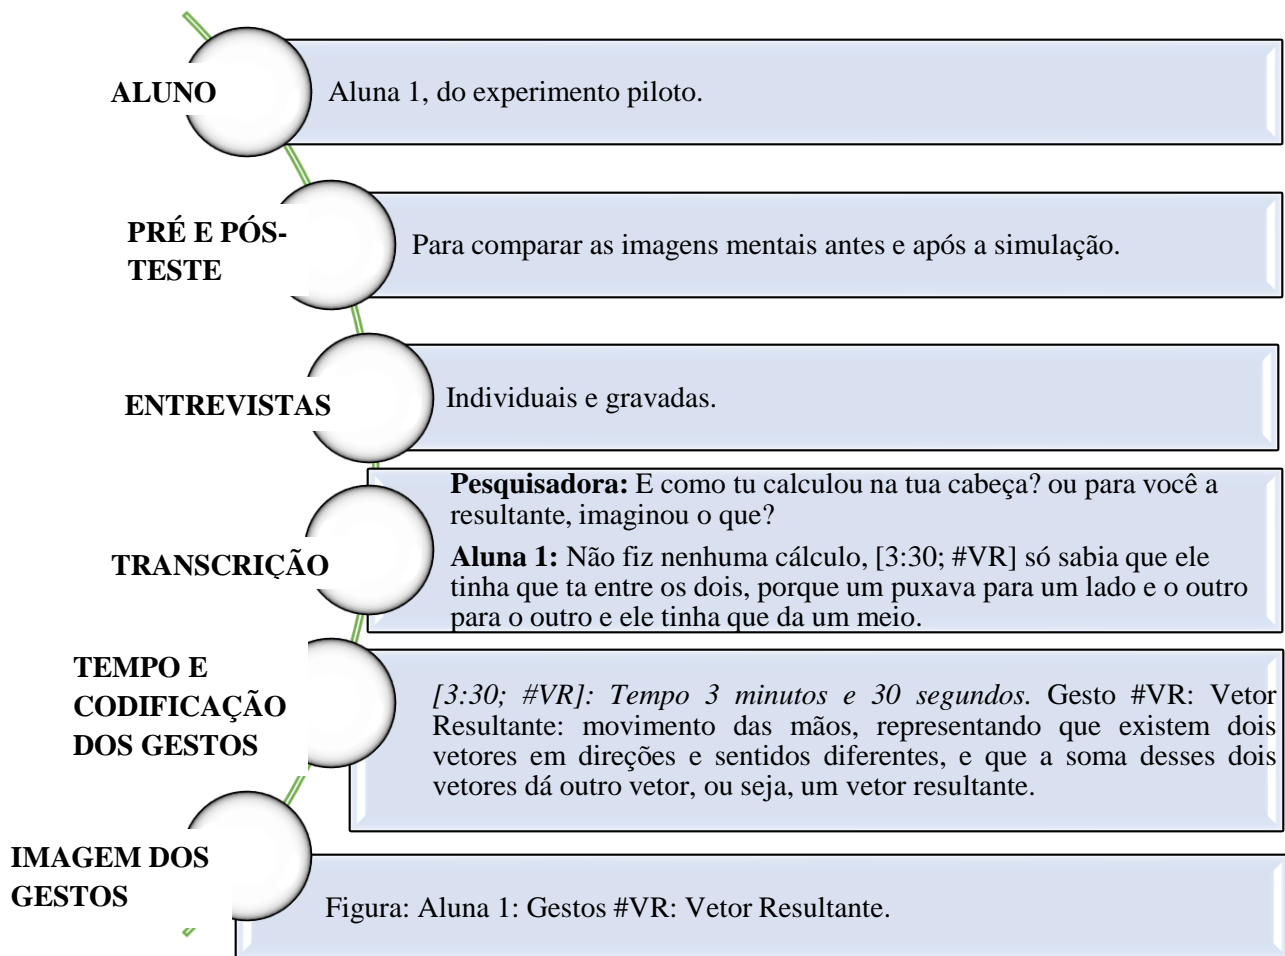 ALUNO
Aluna 1, do experimento piloto.
PRÉ E PÓS-
TESTE
Para comparar as imagens mentais antes e após a simulação.
ENTREVISTAS
Individuais e gravadas.
TRANSCRIÇÃO
Pesquisadora: E como tu calculou na tua cabeça? ou para você a
resultante, imaginou o que?
Aluna 1: Não fiz nenhuma cálculo, [3:30; #VR] só sabia que ele
tinha que ta entre os dois, porque um puxava para um lado e o outro
para o outro e ele tinha que da um meio.
TEMPO E
CODIFICAÇÃO
DOS GESTOS
[3:30; #VR]: Tempo 3 minutos e 30 segundos. Gesto #VR: Vetor
Resultante: movimento das mãos, representando que existem dois
vetores em direções e sentidos diferentes, e que a soma desses dois
vetores dá outro vetor, ou seja, um vetor resultante.
IMAGEM DOS
GESTOS
Figura: Aluna 1: Gestos #VR: Vetor Resultante.